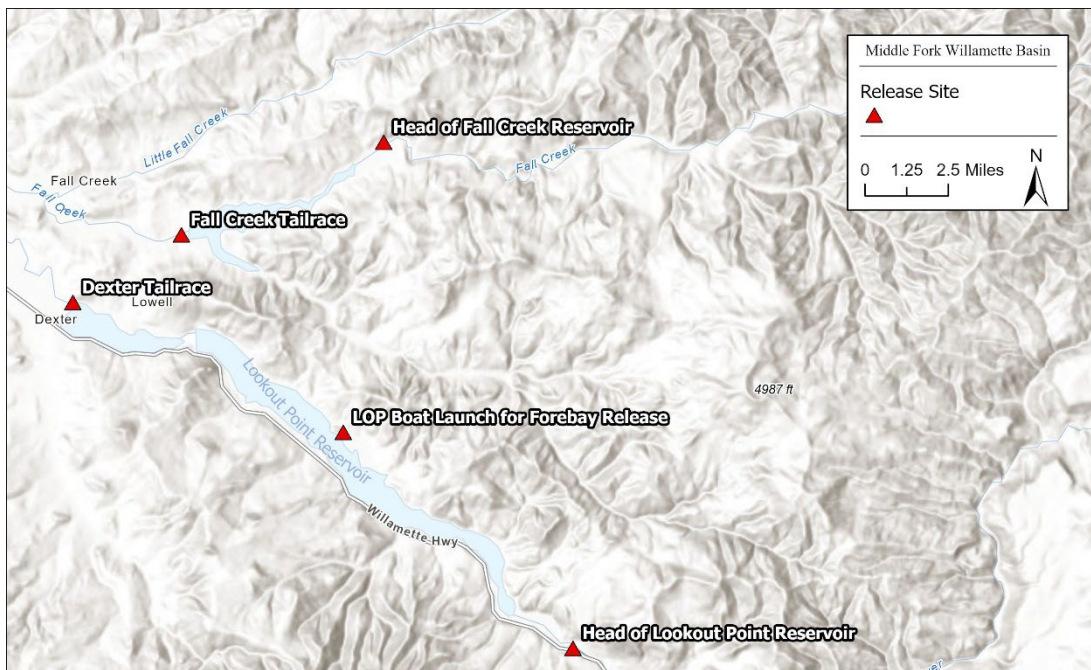 Middle Fork Willamette Basin
Release Site
0 1.25 2.5 Miles
N
Head of Fall Creek Reservoir
Little Fall Creek
Fall Creek
Fall Creek
Fall Creek
Fall Creek Tailrace
Dexter Tailrace
Lowell
Dexter
Lookout Point Reservoir
4987 ft
LOP Boat Launch for Forebay Release
Willamette Hwy
Head of Lookout Point Reservoir